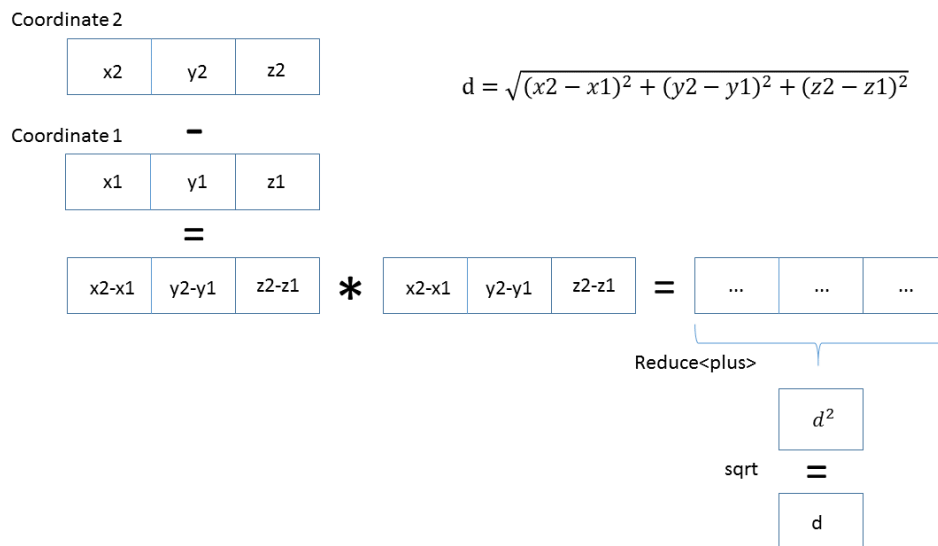 Coordinate 2
x2 y2 z2
d = √(x2 − x1)² + (y2 − y1)² + (z2 − z1)²
-
Coordinate 1
x1 y1 z1
=
x2-x1 y2-y1 z2-z1 * x2-x1 y2-y1 z2-z1 = ... ... ...
Reduce<plus>
d²
sqrt =
d